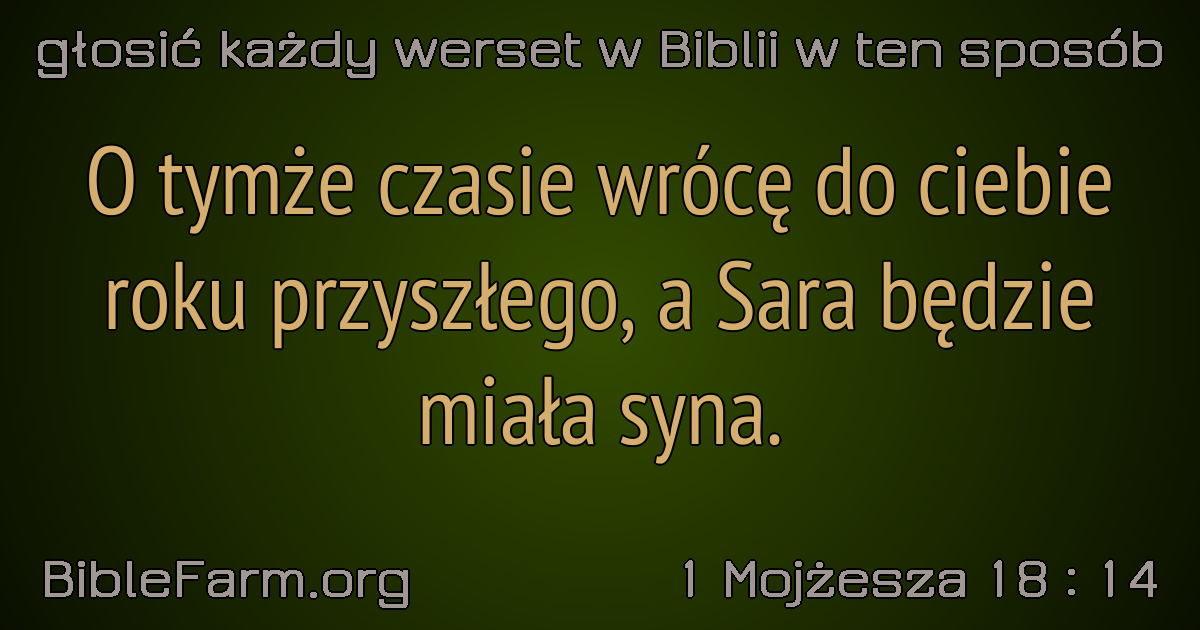 głosić każdy werset w Biblii w ten sposób
O tymże czasie wrócę do ciebie
roku przyszłego, a Sara będzie
miała syna.
BibleFarm.org
1 Mojżesza 18 : 14